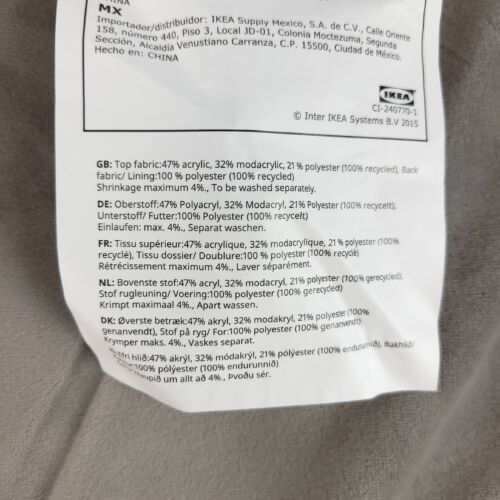 MX
Importador/distribuidor: IKEA Supply Mexico, S.A. de C.V., Calle Oriente
158, número 440, Piso 3, Local JD-01, Colonia Moctezuma, Segunda
Sección, Alcaldía Venustiano Carranza, C.P. 15500, Ciudad de México.
Hecho en: CHINA
IKEA
CI-240770-1
© Inter IKEA Systems B.V 2015
GB: Top fabric:47% acrylic, 32% modacrylic, 21% polyester (100% recycled), Back
fabric/ Lining:100 % polyester (100% recycled)
Shrinkage maximum 4%., To be washed separately.
DE: Oberstoff:47% Polyacryl, 32% Modacryl, 21% Polyester (100% recycelt),
Unterstoff/ Futter:100% Polyester (100% recycelt)
Einlaufen: max. 4%., Separat waschen.
FR: Tissu supérieur:47% acrylique, 32% modacrylique, 21 % polyester (100%
recyclé), Tissu dossier/ Doublure:100 % polyester (100% recyclé)
Rétrécissement maximum 4%., Laver séparément.
NL: Bovenste stof:47% acryl, 32% modacryl, 21% polyester (100% gerecycled),
Stof rugleuning/ Voering:100% polyester (100% gerecycled)
Krimpt maximaal 4%., Apart wassen.
DK: Øverste betræk:47% akryl, 32% modakryl, 21% polyester (100%
genanvendt), Stof på ryg/ For:100% polyester (100% genanvendt)
Krymper maks. 4%., Vaskes separat.
efri hlið:47% akrýl, 32% módakrýl, 21% pólýester (100% endurunnið), Bakhlið/
100% pólýester (100% endurunnið)
um allt að 4%., Þvoðu sér.